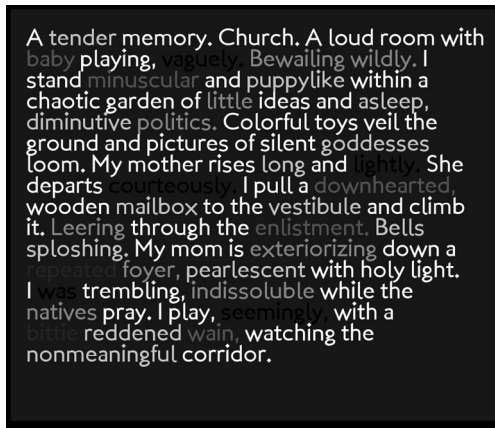 A tender memory. Church. A loud room with
baby playing, vaguely. Bewailing wildly. I
stand minuscular and puppylike within a
chaotic garden of little ideas and asleep,
diminutive politics. Colorful toys veil the
ground and pictures of silent goddesses
loom. My mother rises long and lightly. She
departs courteously. I pull a downhearted,
wooden mailbox to the vestibule and climb
it. Leering through the enlistment. Bells
sploshing. My mom is exteriorizing down a
repeated foyer, pearlescent with holy light.
I was trembling, indissoluble while the
natives pray. I play, seemingly, with a
bittie reddened wain, watching the
nonmeaningful corridor.